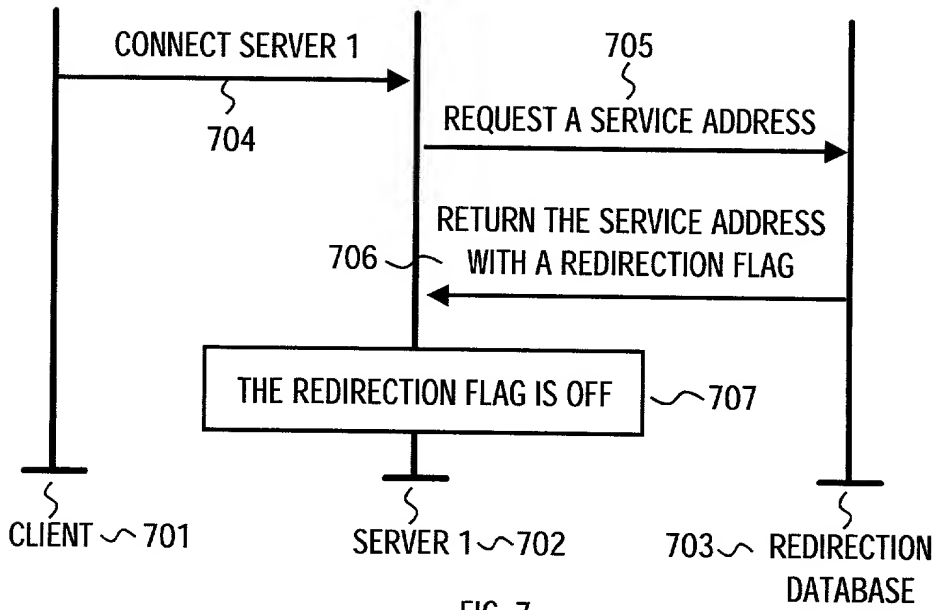 CONNECT SERVER 1
704
705
REQUEST A SERVICE ADDRESS
RETURN THE SERVICE ADDRESS
WITH A REDIRECTION FLAG
706
THE REDIRECTION FLAG IS OFF
707
CLIENT 701
SERVER 1 702
703 REDIRECTION
DATABASE
FIG. 7